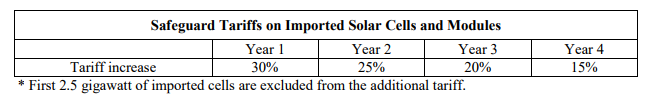 Safeguard Tariffs on Imported Solar Cells and Modules
Year 1 Year 2 Year 3 Year 4
Tariff increase 30% 25% 20% 15%
* First 2.5 gigawatt of imported cells are excluded from the additional tariff.